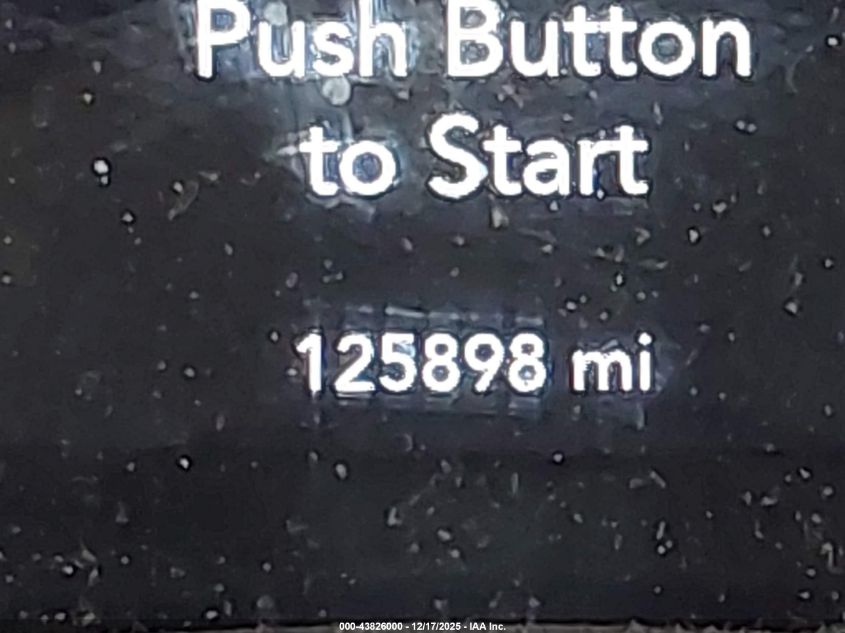 Push Button
to Start
125898 mi
000-43826000 - 12/17/2025 - IAA Inc.